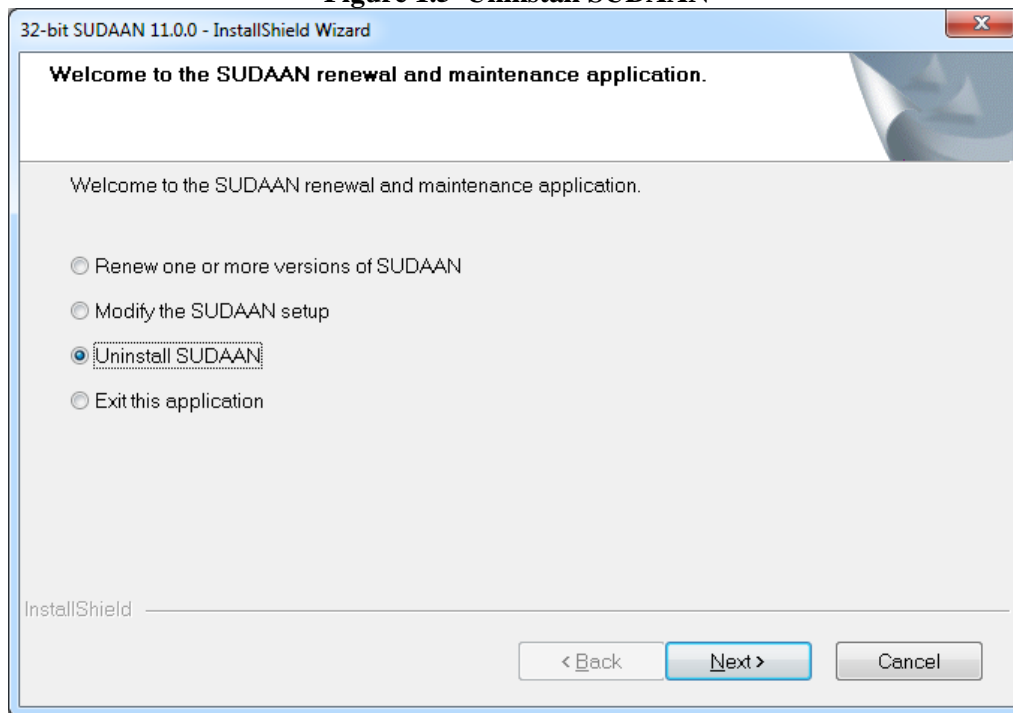 32-bit SUDAAN 11.0.0 - InstallShield Wizard
Welcome to the SUDAAN renewal and maintenance application.
Welcome to the SUDAAN renewal and maintenance application.
Renew one or more versions of SUDAAN
Modify the SUDAAN setup
Uninstall SUDAAN
Exit this application
InstallShield
< Back Next > Cancel